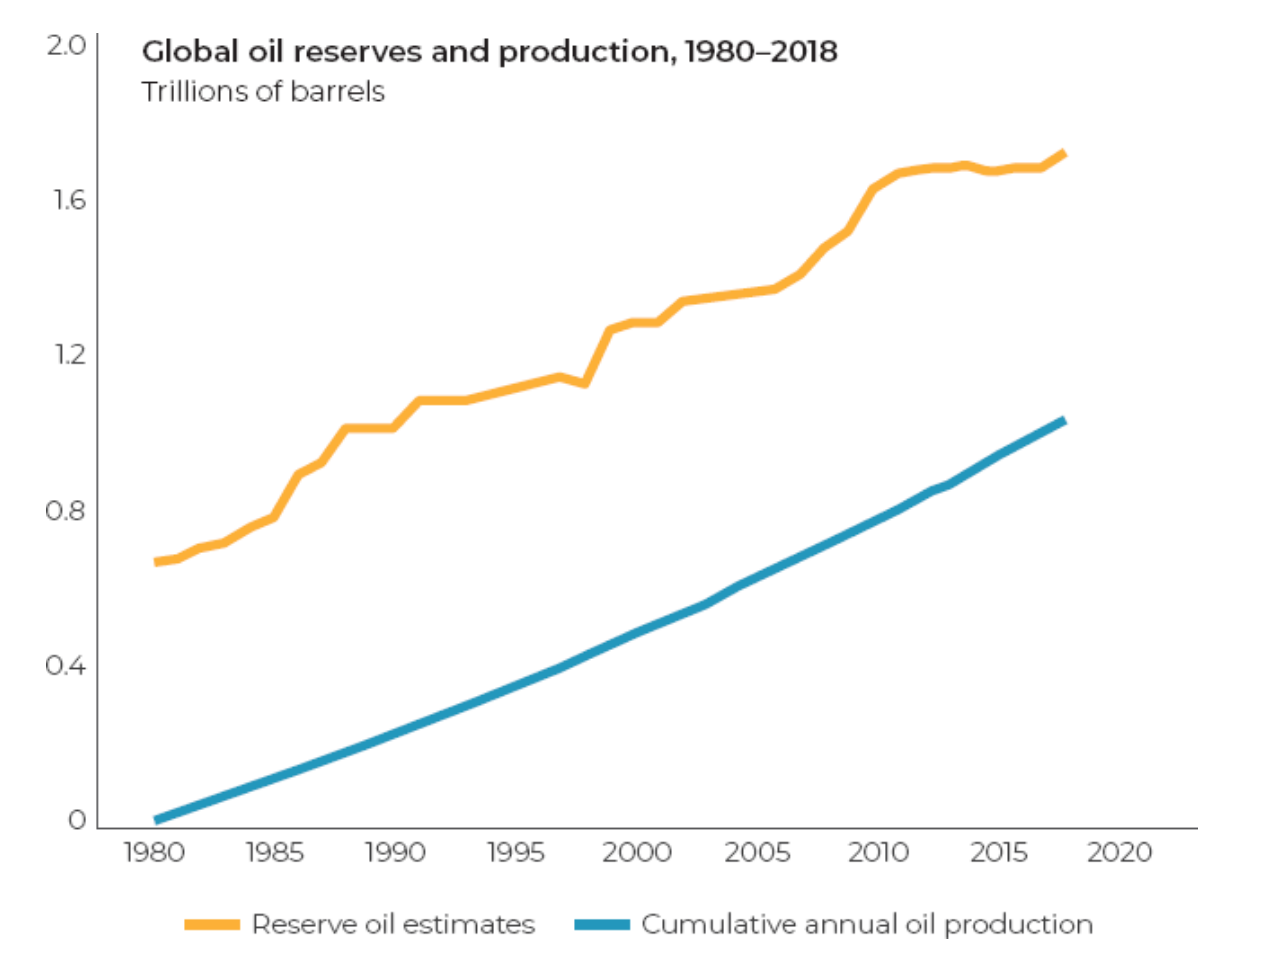 Global oil reserves and production, 1980–2018
Trillions of barrels
2.0
1.6
1.2
0.8
0.4
0
1980 1985 1990 1995 2000 2005 2010 2015 2020
Reserve oil estimates Cumulative annual oil production